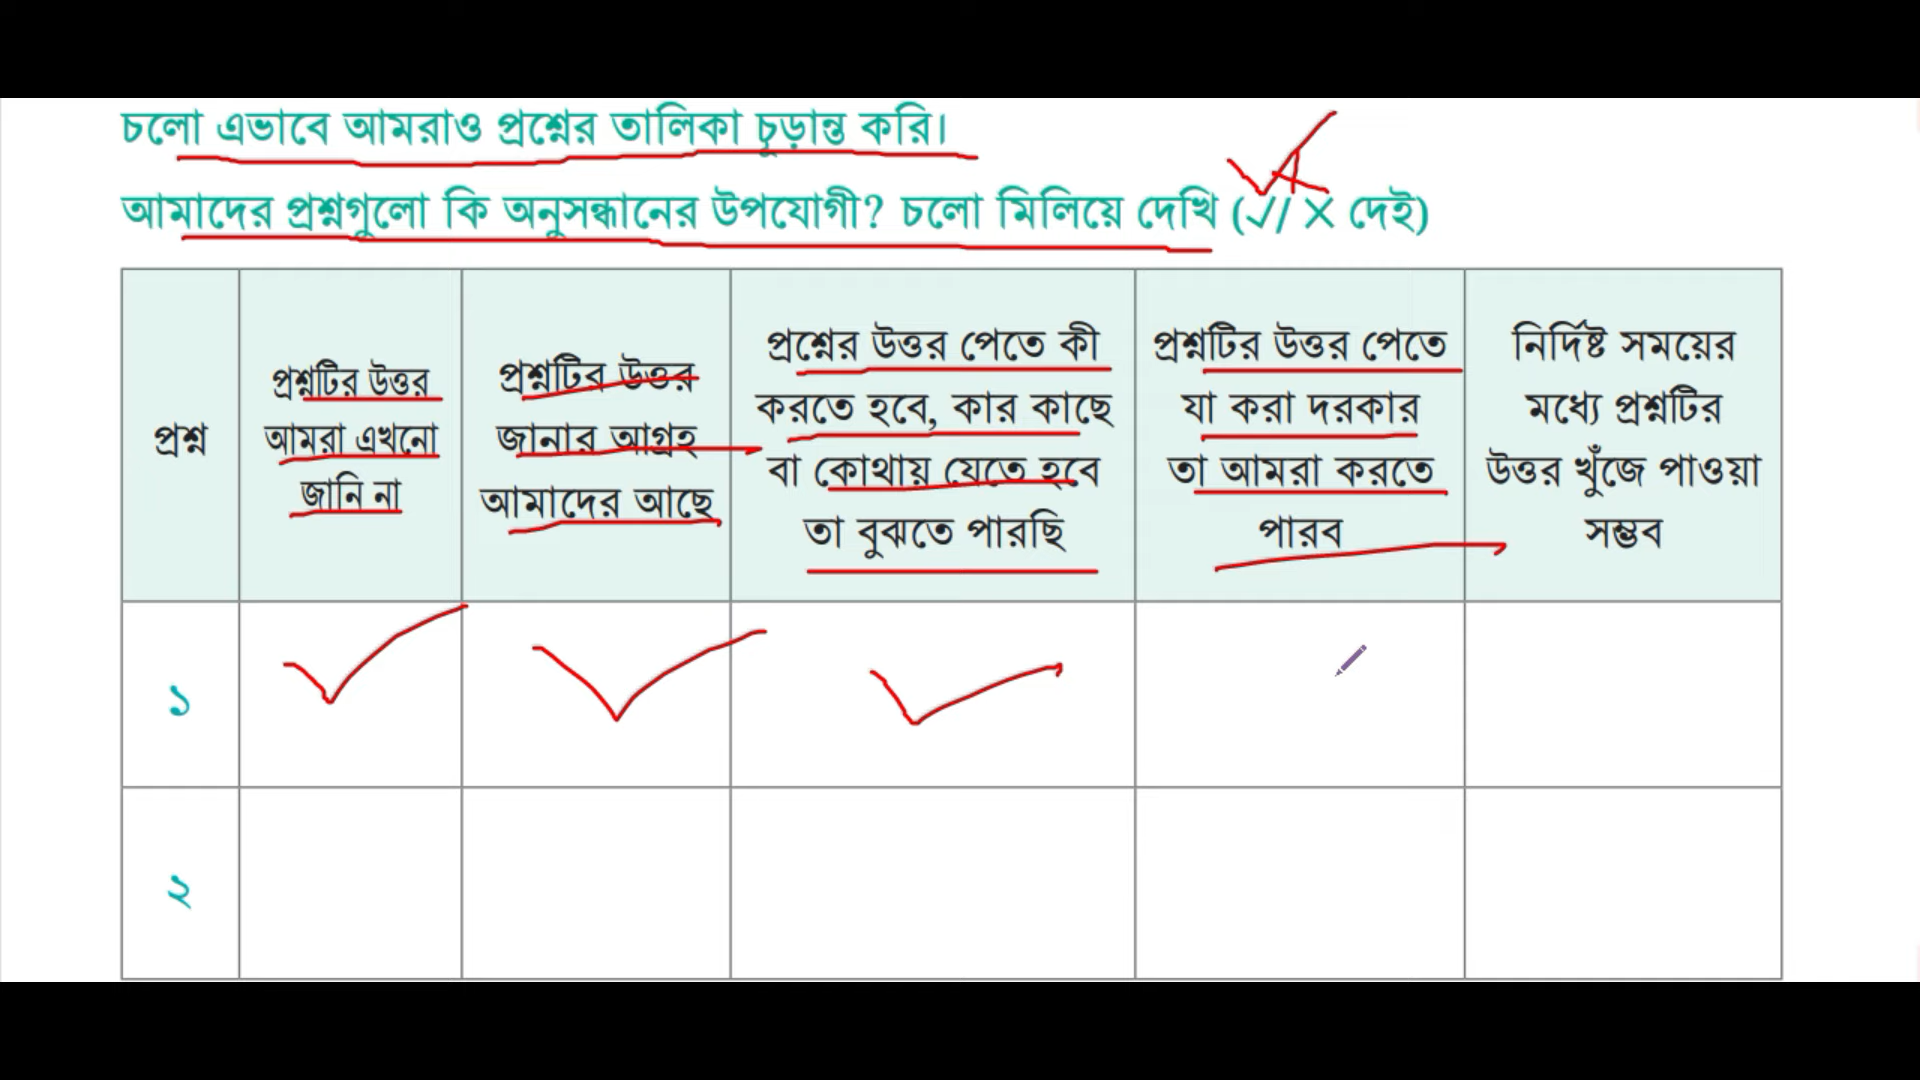 চলো এভাবে আমরাও প্রশ্নের তালিকা চূড়ান্ত করি।
আমাদের প্রশ্নগুলো কি অনুসন্ধানের উপযোগী? চলো মিলিয়ে দেখি (✓/ X দেই)
প্রশ্ন
প্রশ্নটির উত্তর
আমরা এখনো
জানি না
প্রশ্নটির উত্তর
জানার আগ্রহ
আমাদের আছে
প্রশ্নের উত্তর পেতে কী
করতে হবে, কার কাছে
বা কোথায় যেতে হবে
তা বুঝতে পারছি
প্রশ্নটির উত্তর পেতে
যা করা দরকার
তা আমরা করতে
পারব
নির্দিষ্ট সময়ের
মধ্যে প্রশ্নটির
উত্তর খুঁজে পাওয়া
সম্ভব
১
২